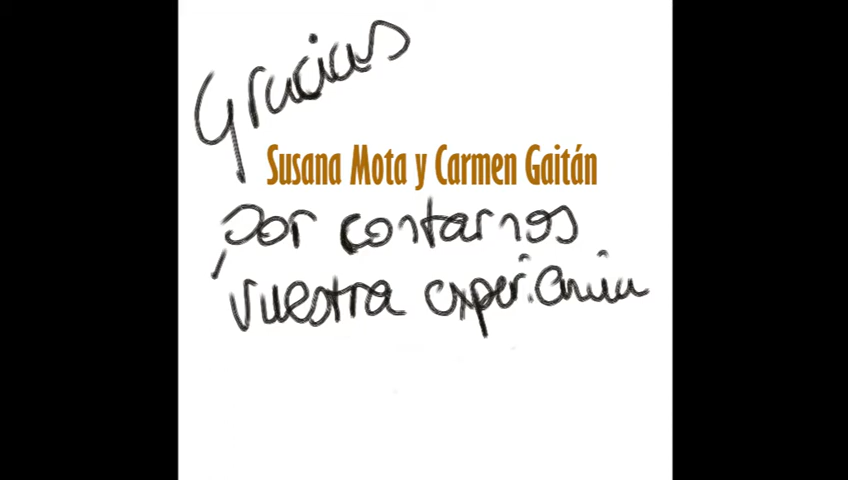 Gracias
Susana Mota y Carmen Gaitán
por contarnos
vuestra experiencia